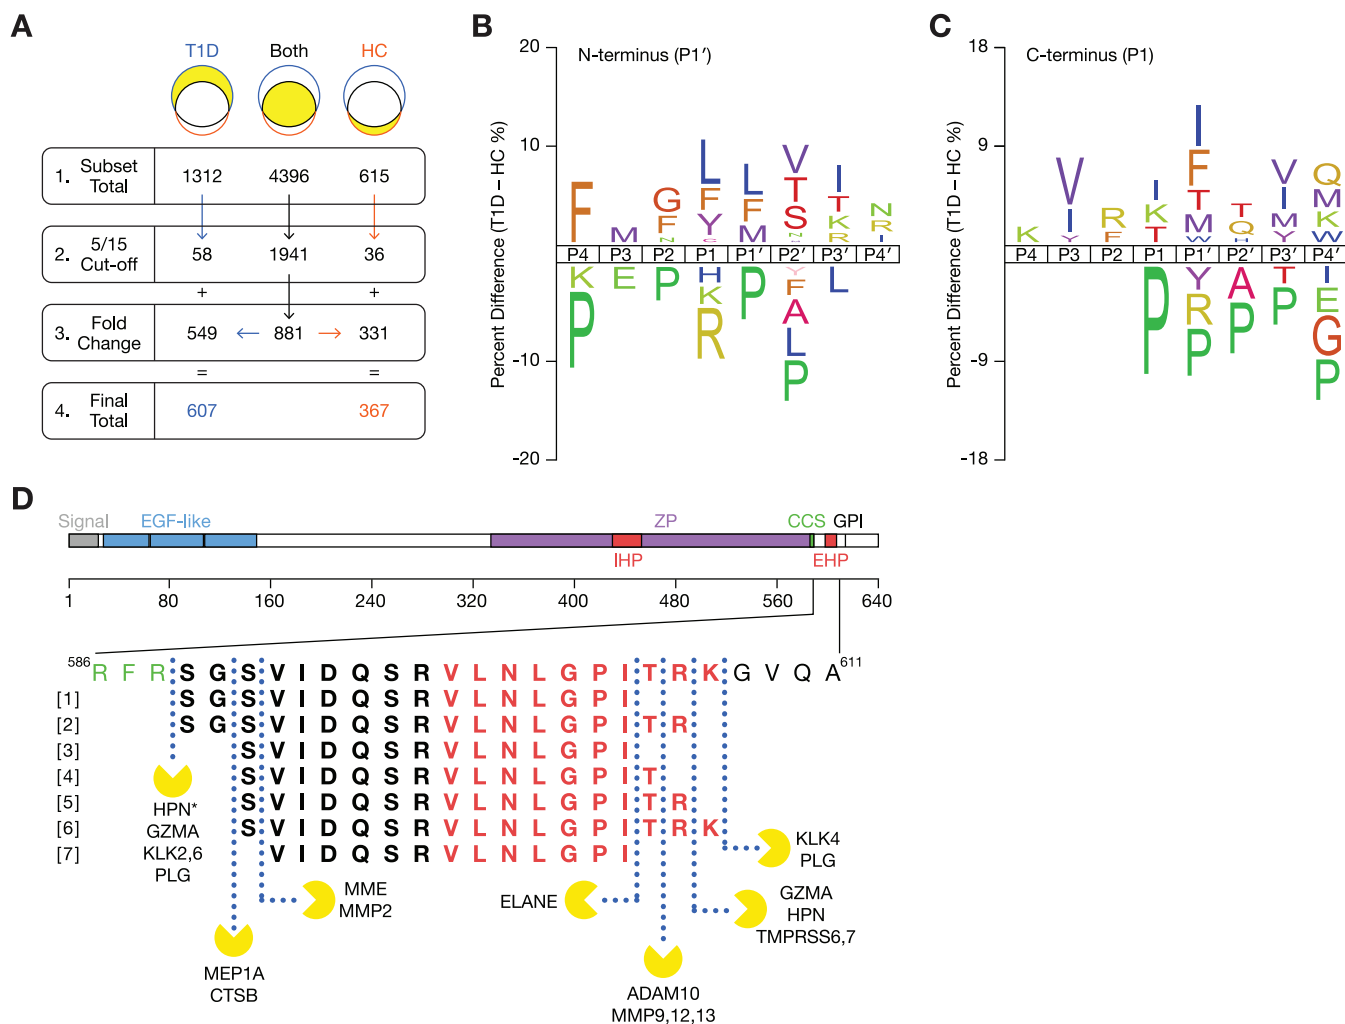 A
T1D Both HC
1. Subset Total 1312 4396 615
2. 5/15 Cut-off 58 1941 36
+ +
3. Fold Change 549 881 331
= =
4. Final Total 607 367
B
N-terminus (P1′)
Percent Difference (T1D – HC %)
20
10
-10
-20
F M G F N L F Y C L F M V T S N I T K R N R I
P4 P3 P2 P1 P1′ P2′ P3′ P4′
K P E P H K R P Y F A L P L
C
C-terminus (P1)
Percent Difference (T1D – HC %)
18
9
-9
-18
K V I Y R F I K T I F T M W T Q H V I M Y Q M K W
P4 P3 P2 P1 P1′ P2′ P3′ P4′
P Y R P A P T P I E G P
D
Signal EGF-like ZP CCS GPI
IHP EHP
1 80 160 240 320 400 480 560 640
586 R F R S G S V I D Q S R V L N L G P I T R K G V Q A 611
[1] S G S V I D Q S R V L N L G P I
[2] S G S V I D Q S R V L N L G P I T R
[3] S V I D Q S R V L N L G P I
[4] S V I D Q S R V L N L G P I T
[5] S V I D Q S R V L N L G P I T R
[6] S V I D Q S R V L N L G P I T R K
[7] V I D Q S R V L N L G P I
HPN*
GZMA
KLK2,6
PLG
MEP1A
CTSB
MME
MMP2
ELANE
ADAM10
MMP9,12,13
GZMA
HPN
TMPRSS6,7
KLK4
PLG